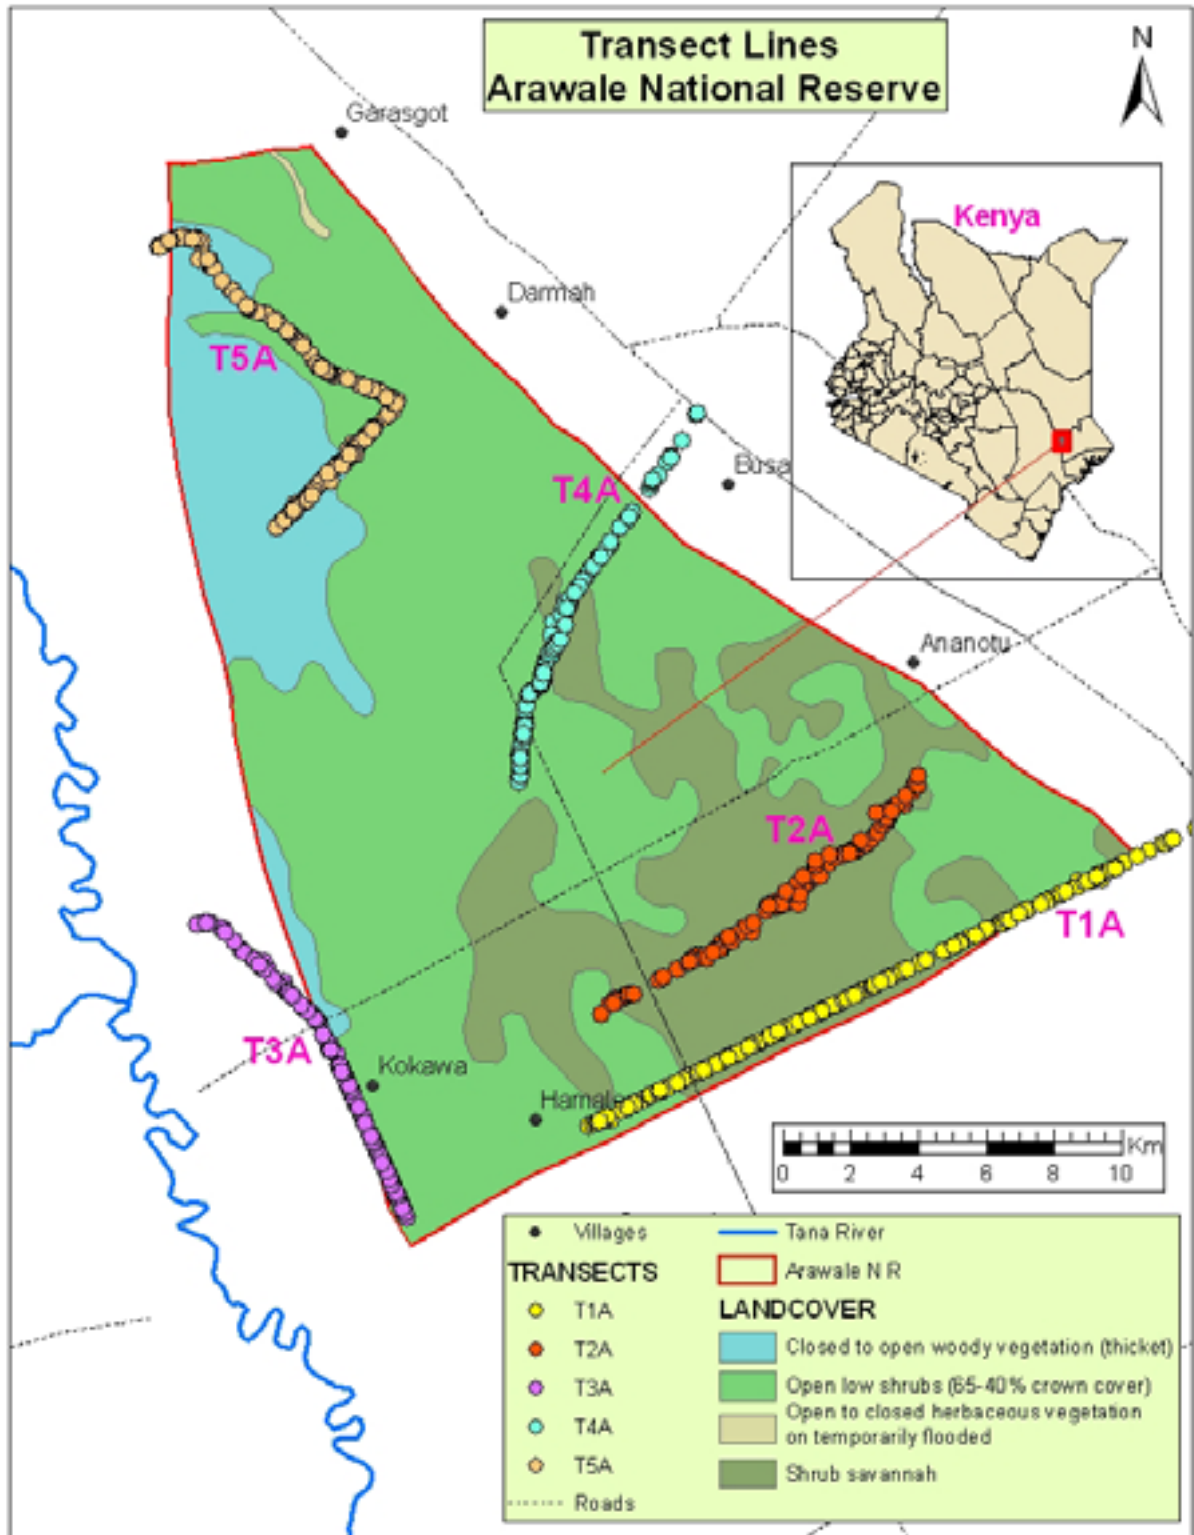 Transect Lines
Arawale National Reserve
N
Garasgot
Kenya
Darmah
T5A
Busa
T4A
Ananotu
T2A
T1A
T3A
Kokawa
Km
0 2 4 6 8 10
Villages
Tana River
TRANSECTS
Arawale N R
T1A
LANDCOVER
T2A
Closed to open woody vegetation (thicket)
T3A
Open low shrubs (65-40% crown cover)
T4A
Open to closed herbaceous vegetation
on temporarily flooded
T5A
Shrub savannah
Roads